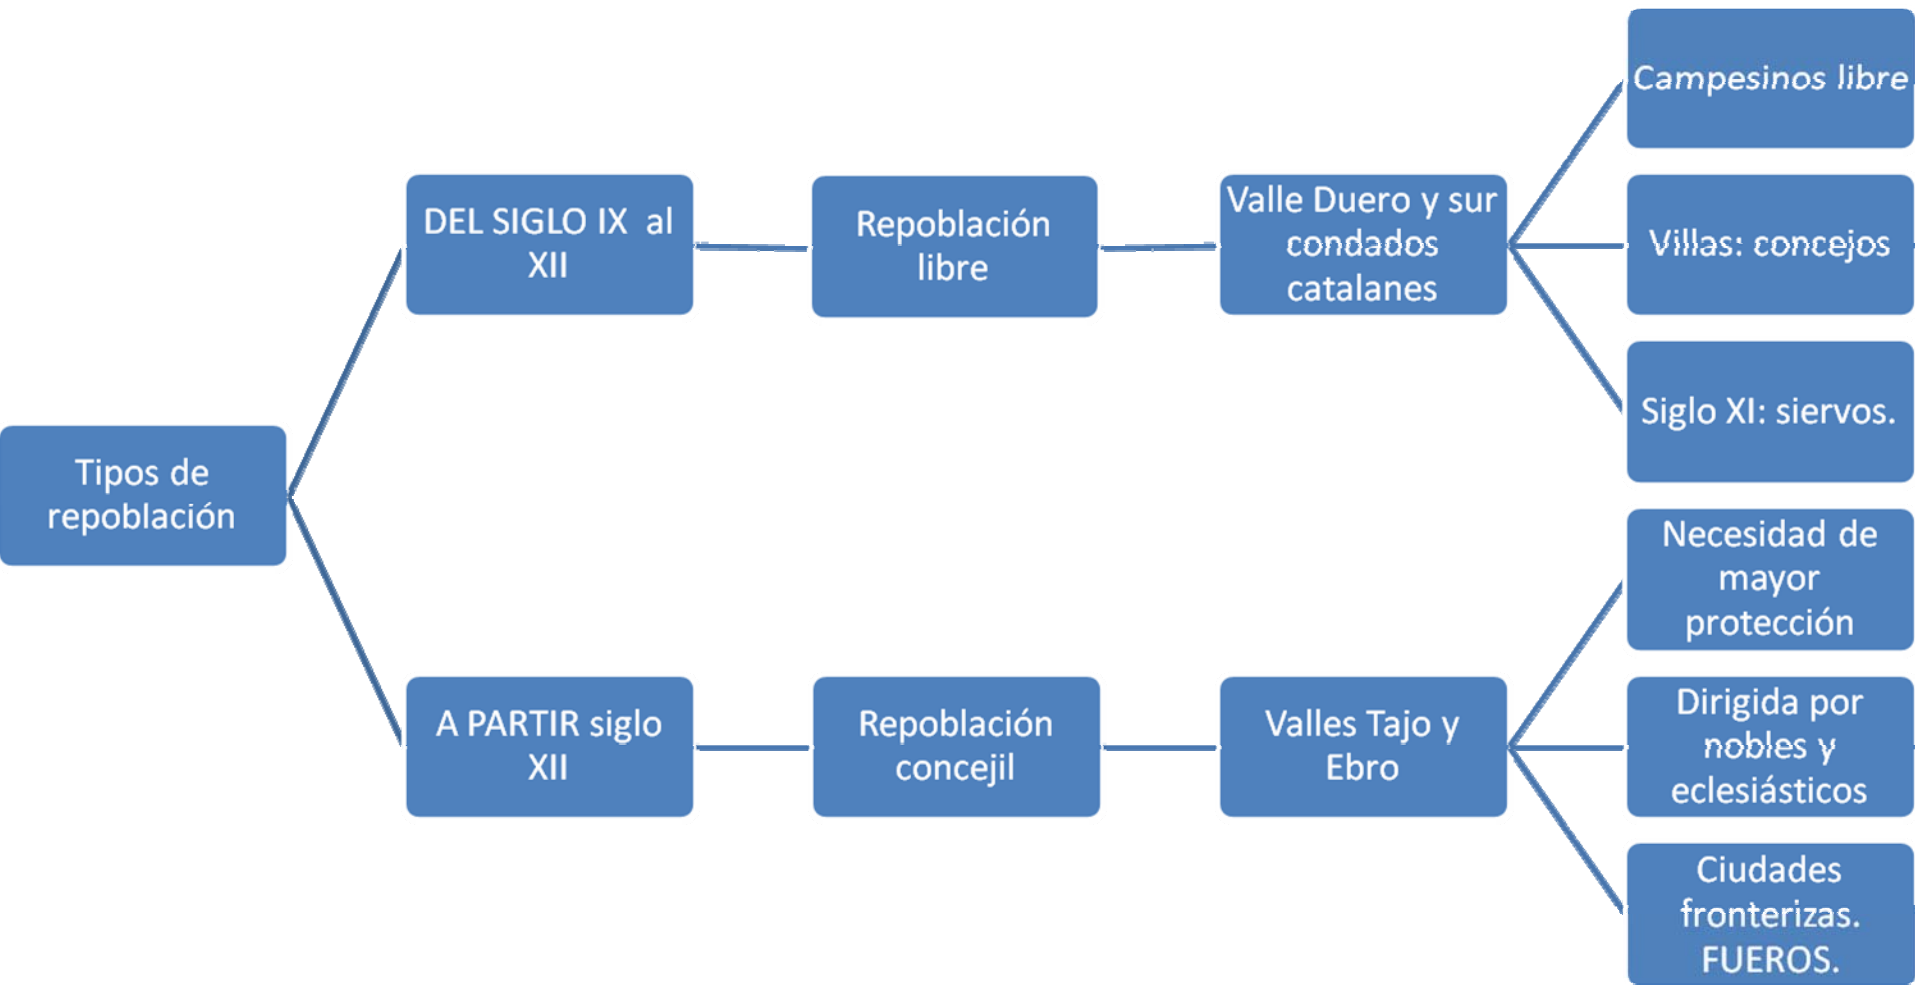 Tipos de
repoblación
DEL SIGLO IX al
XII
Repoblación
libre
Valle Duero y sur
condados
catalanes
Campesinos libre
Villas: concejos
Siglo XI: siervos.
A PARTIR siglo
XII
Repoblación
concejil
Valles Tajo y
Ebro
Necesidad de
mayor
protección
Dirigida por
nobles y
eclesiásticos
Ciudades
fronterizas.
FUEROS.